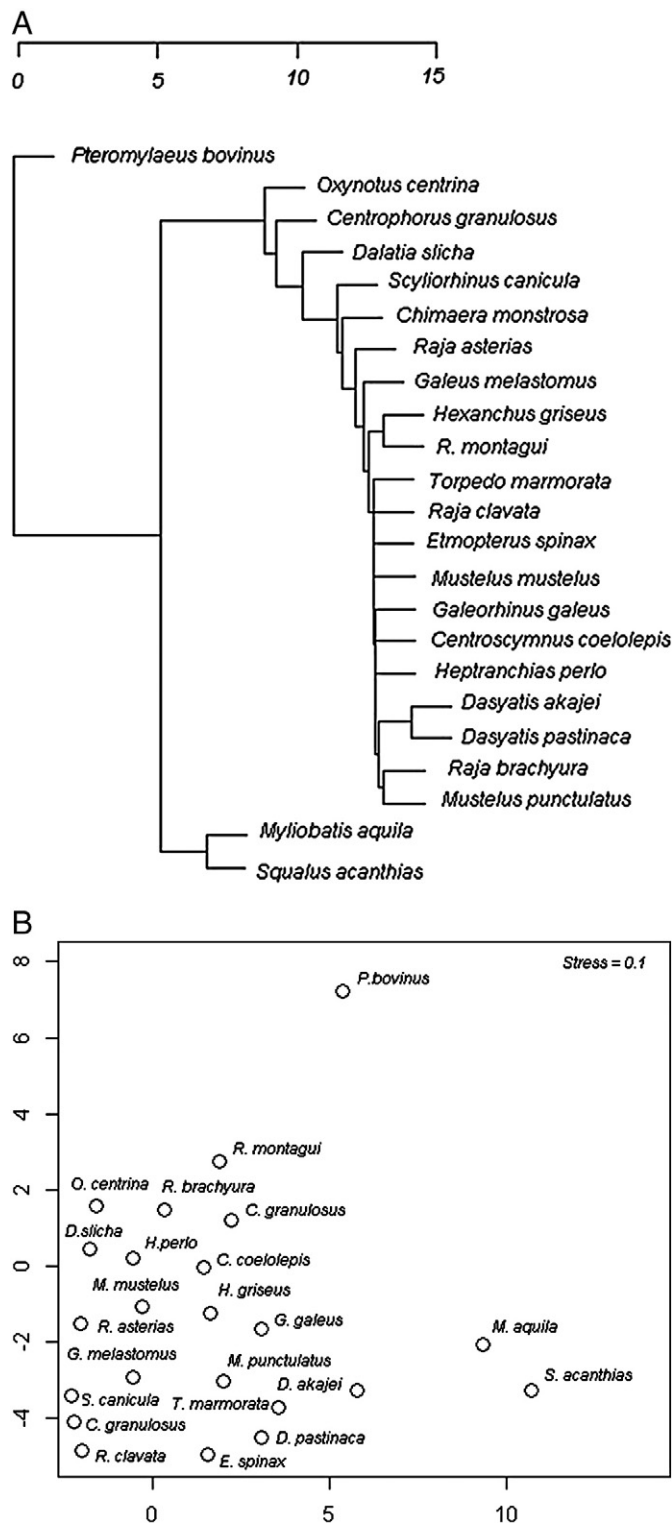 A
0 5 10 15
Pteromylaeus bovinus
Oxynotus centrina
Centrophorus granulosus
Dalatia slicha
Scyliorhinus canicula
Chimaera monstrosa
Raja asterias
Galeus melastomus
Hexanchus griseus
R. montagui
Torpedo marmorata
Raja clavata
Etmopterus spinax
Mustelus mustelus
Galeorhinus galeus
Centroscymnus coelolepis
Heptranchias perlo
Dasyatis akajei
Dasyatis pastinaca
Raja brachyura
Mustelus punctulatus
Myliobatis aquila
Squalus acanthias
B
8
Stress = 0.1
P.bovinus
6
4
R. montagui
2
O. centrina
R. brachyura
C. granulosus
D.slicha
H.perlo
0
C. coelolepis
M. mustelus
H. griseus
R. asterias
G. galeus
-2
M. aquila
G. melastomus
M. punctulatus
D. akajei
S. acanthias
S. canicula
T. marmorata
-4
C. granulosus
D. pastinaca
R. clavata
E. spinax
0 5 10